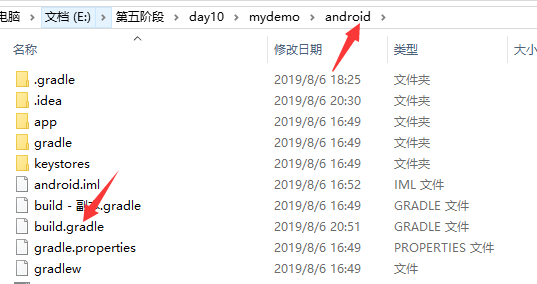 电脑 > 文档 (E:) > 第五阶段 > day10 > mydemo > android >
名称 修改日期 类型 大小
.gradle 2019/8/6 18:25 文件夹
.idea 2019/8/6 20:30 文件夹
app 2019/8/6 16:49 文件夹
gradle 2019/8/6 16:49 文件夹
keystores 2019/8/6 16:49 文件夹
android.iml 2019/8/6 16:52 IML 文件
build - 副本.gradle 2019/8/6 16:49 GRADLE 文件
build.gradle 2019/8/6 20:51 GRADLE 文件
gradle.properties 2019/8/6 16:49 PROPERTIES 文件
gradlew 2019/8/6 16:49 文件